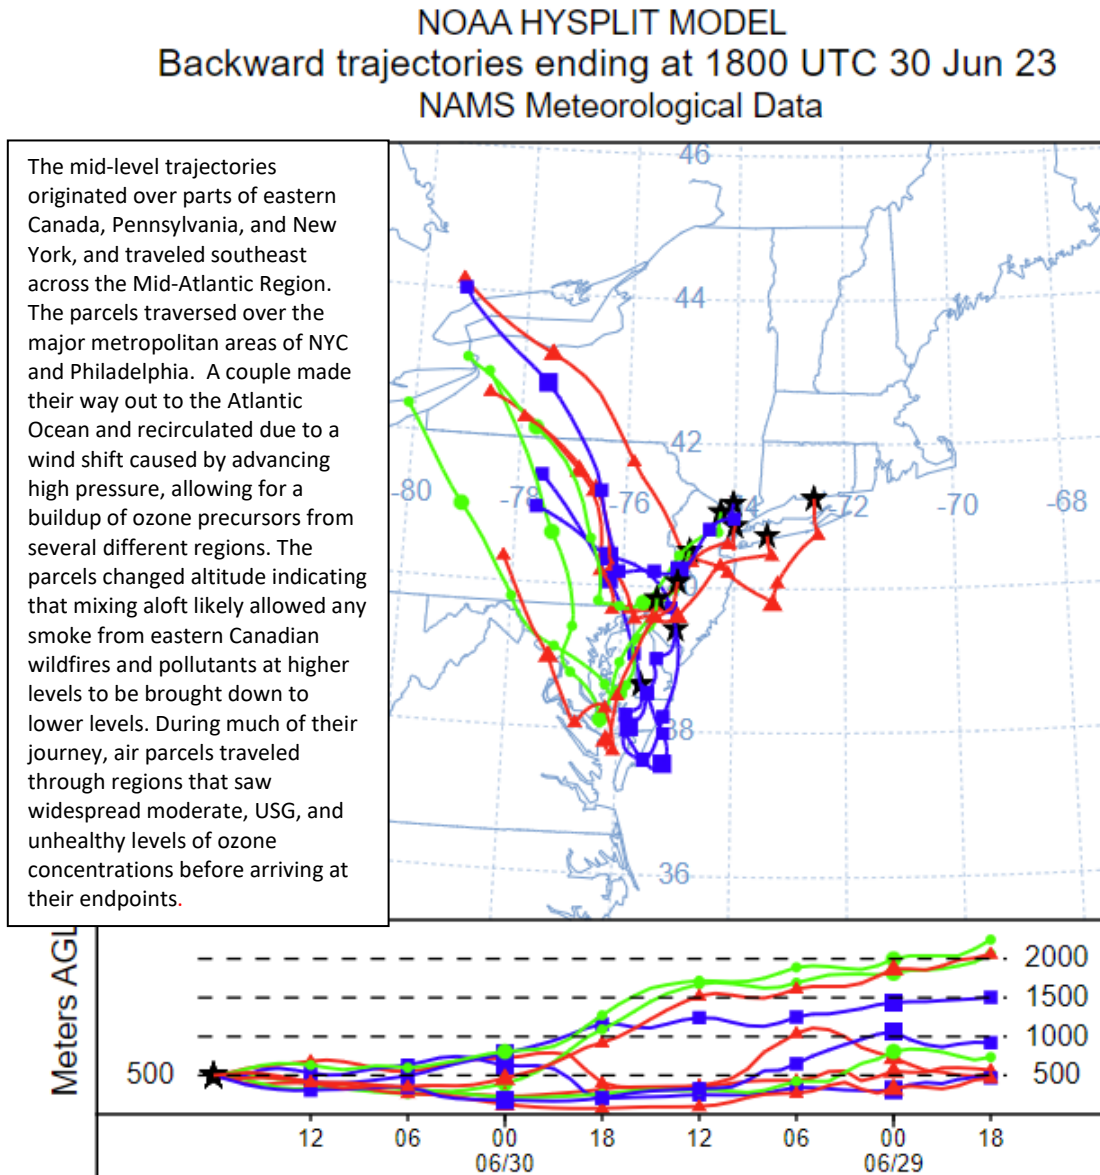 NOAA HYSPLIT MODEL
Backward trajectories ending at 1800 UTC 30 Jun 23
NAMS Meteorological Data
The mid-level trajectories
originated over parts of eastern
Canada, Pennsylvania, and New
York, and traveled southeast
across the Mid-Atlantic Region.
The parcels traversed over the
major metropolitan areas of NYC
and Philadelphia.  A couple made
their way out to the Atlantic
Ocean and recirculated due to a
wind shift caused by advancing
high pressure, allowing for a
buildup of ozone precursors from
several different regions. The
parcels changed altitude indicating
that mixing aloft likely allowed any
smoke from eastern Canadian
wildfires and pollutants at higher
levels to be brought down to
lower levels. During much of their
journey, air parcels traveled
through regions that saw
widespread moderate, USG, and
unhealthy levels of ozone
concentrations before arriving at
their endpoints.
46
44
42
-80 -78 -76 -72 -70 -68
38
36
Meters AGL
2000
1500
1000
500 500
12 06 00 18 12 06 00 18
06/30 06/29